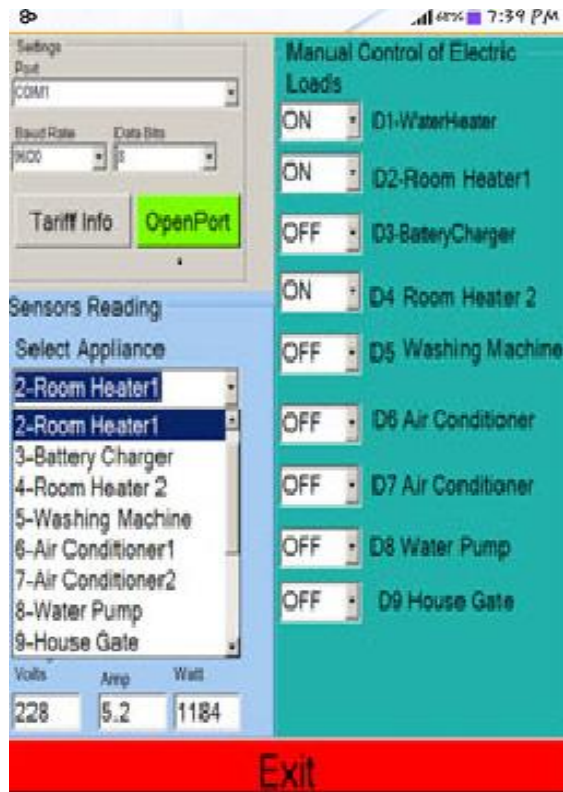 68% 7:39 PM
Settings
Port
COM1
Baud Rate Data Bits
9600 8
Tariff Info OpenPort
Sensors Reading
Select Appliance
2-Room Heater1
2-Room Heater1
3-Battery Charger
4-Room Heater 2
5-Washing Machine
6-Air Conditioner1
7-Air Conditioner2
8-Water Pump
9-House Gate
Volts Amp Watt
228 5.2 1184
Manual Control of Electric
Loads
ON D1-WaterHeater
ON D2-Room Heater1
OFF D3-BateryCharger
ON D4 Room Heater 2
OFF D5 Washing Machine
OFF D6 Air Conditioner
OFF D7 Air Conditioner
OFF D8 Water Pump
OFF D9 House Gate
Exit